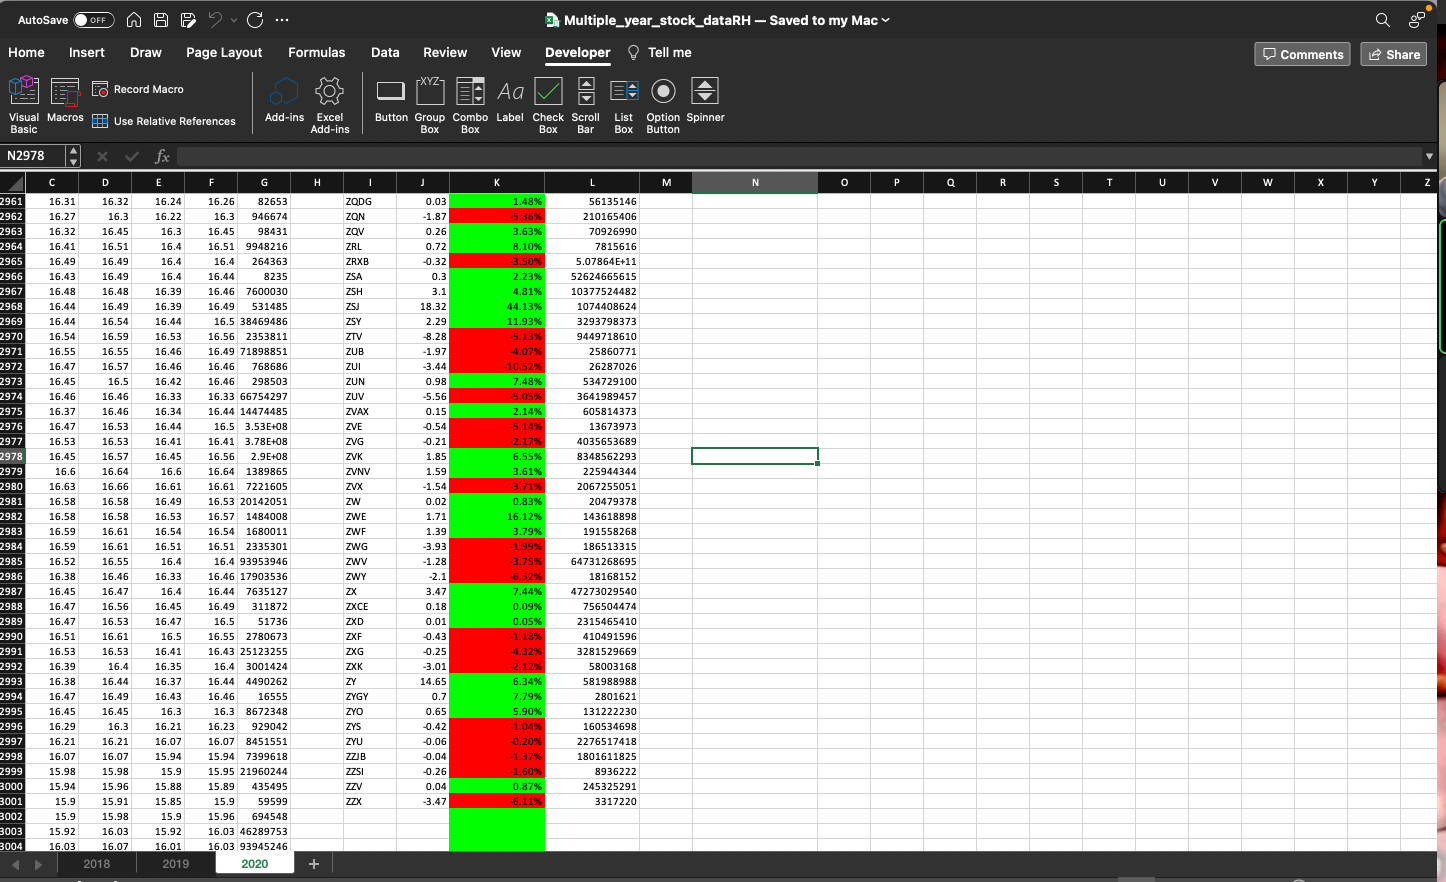 AutoSave OFF Multiple_year_stock_dataRH — Saved to my Mac
Home Insert Draw Page Layout Formulas Data Review View Developer Tell me Comments Share
Visual Basic Macros Record Macro Use Relative References Add-ins Excel Add-ins Button Group Box Combo Box Label Check Box Scroll Bar List Box Option Button Spinner
XYZ Aa
N2978 fx
C D E F G H I J K L M N O P Q R S T U V W X Y Z
2961 16.31 16.32 16.24 16.26 82653 ZQDG 0.03 1.48% 56135146
2962 16.27 16.3 16.22 16.3 946674 ZQN -1.87 -5.36% 210165406
2963 16.32 16.45 16.3 16.45 98431 ZQV 0.26 3.63% 70926990
2964 16.41 16.51 16.4 16.51 9948216 ZRL 0.72 8.10% 7815616
2965 16.49 16.49 16.4 16.4 264363 ZRXB -0.32 -3.50% 5.07864E+11
2966 16.43 16.49 16.4 16.44 8235 ZSA 0.3 2.23% 52624665615
2967 16.48 16.48 16.39 16.46 7600030 ZSH 3.1 4.81% 10377524482
2968 16.44 16.49 16.39 16.49 531485 ZSJ 18.32 44.13% 1074408624
2969 16.44 16.54 16.44 16.5 38469486 ZSY 2.29 11.93% 3293798373
2970 16.54 16.59 16.53 16.56 2353811 ZTV -8.28 -5.13% 9449718610
2971 16.55 16.55 16.46 16.49 71898851 ZUB -1.97 -4.07% 25860771
2972 16.47 16.57 16.46 16.46 768686 ZUI -3.44 -10.52% 26287026
2973 16.45 16.5 16.42 16.46 298503 ZUN 0.98 7.48% 534729100
2974 16.46 16.46 16.33 16.33 66754297 ZUV -5.56 -5.05% 3641989457
2975 16.37 16.46 16.34 16.44 14474485 ZVAX 0.15 2.14% 605814373
2976 16.47 16.53 16.44 16.5 3.53E+08 ZVE -0.54 -5.14% 13673973
2977 16.53 16.53 16.41 16.41 3.78E+08 ZVG -0.21 -2.17% 4035653689
2978 16.45 16.57 16.45 16.56 2.9E+08 ZVK 1.85 6.55% 8348562293
2979 16.6 16.64 16.6 16.64 1389865 ZVNV 1.59 3.61% 225944344
2980 16.63 16.66 16.61 16.61 7221605 ZVX -1.54 -3.71% 2067255051
2981 16.58 16.58 16.49 16.53 20142051 ZW 0.02 0.83% 20479378
2982 16.58 16.58 16.53 16.57 1484008 ZWE 1.71 16.12% 143618898
2983 16.59 16.61 16.54 16.54 1680011 ZWF 1.39 3.79% 191558268
2984 16.59 16.61 16.51 16.51 2335301 ZWG -3.93 -1.99% 186513315
2985 16.52 16.55 16.4 16.4 93953946 ZWV -1.28 -3.75% 64731268695
2986 16.38 16.46 16.33 16.46 17903536 ZWY -2.1 -6.52% 18168152
2987 16.45 16.47 16.4 16.44 7635127 ZX 3.47 7.44% 47273029540
2988 16.47 16.56 16.45 16.49 311872 ZXCE 0.18 0.09% 756504474
2989 16.47 16.53 16.47 16.5 51736 ZXD 0.01 0.05% 2315465410
2990 16.51 16.61 16.5 16.55 2780673 ZXF -0.43 -1.18% 410491596
2991 16.53 16.53 16.41 16.43 25123255 ZXG -0.25 -4.32% 3281529669
2992 16.39 16.4 16.35 16.4 3001424 ZXK -3.01 -2.12% 58003168
2993 16.38 16.44 16.37 16.44 4490262 ZY 14.65 6.34% 581988988
2994 16.47 16.49 16.43 16.46 16555 ZYGY 0.7 7.79% 2801621
2995 16.45 16.45 16.3 16.3 8672348 ZYO 0.65 5.90% 131222230
2996 16.29 16.3 16.21 16.23 929042 ZYS -0.42 -1.04% 160534698
2997 16.21 16.21 16.07 16.07 8451551 ZYU -0.06 -0.20% 2276517418
2998 16.07 16.07 15.94 15.94 7399618 ZZJB -0.04 -1.37% 1801611825
2999 15.98 15.98 15.9 15.95 21960244 ZZSI -0.26 -1.60% 8936222
3000 15.94 15.96 15.88 15.89 435495 ZZV 0.04 0.87% 245325291
3001 15.9 15.91 15.85 15.9 59599 ZZX -3.47 -6.11% 3317220
3002 15.9 15.98 15.9 15.96 694548
3003 15.92 16.03 15.92 16.03 46289753
3004 16.03 16.07 16.01 16.03 93945246
2018 2019 2020 +